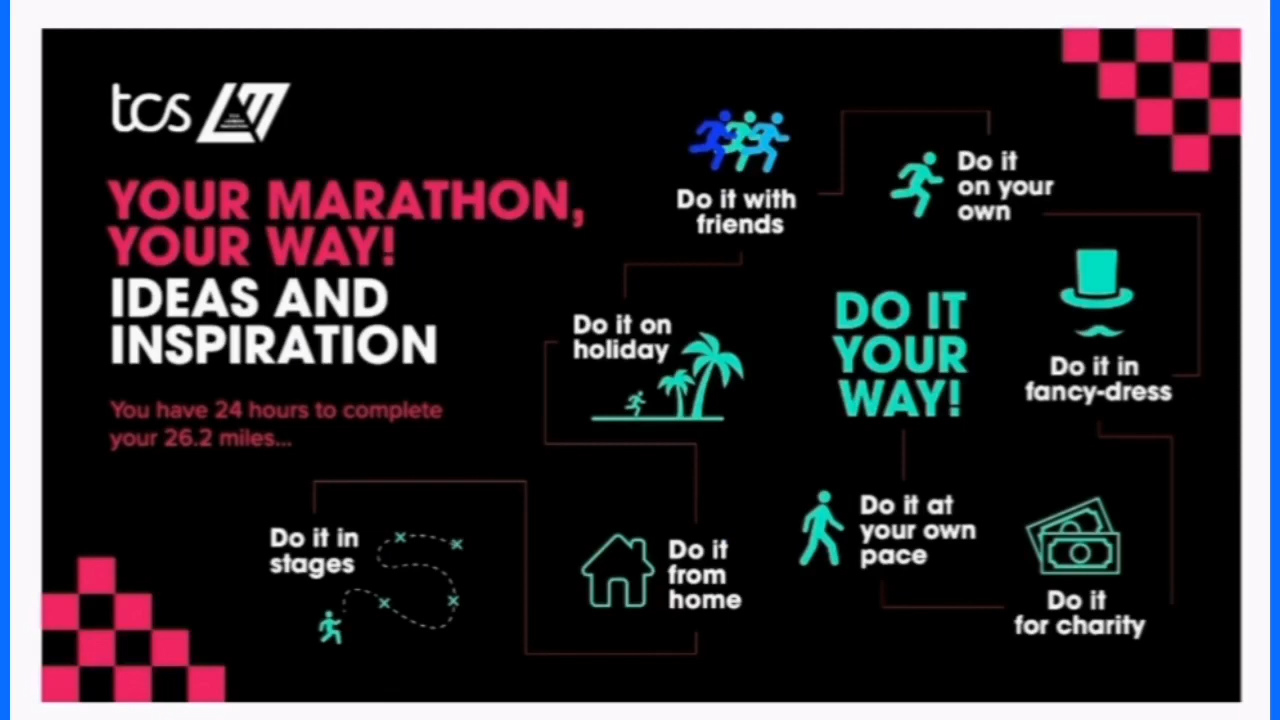 tcs
YOUR MARATHON,
YOUR WAY!
IDEAS AND
INSPIRATION
You have 24 hours to complete
your 26.2 miles...
Do it with
friends
Do it
on your
own
Do it on
holiday
DO IT
YOUR
WAY!
Do it in
fancy-dress
Do it in
stages
Do it
from
home
Do it at
your own
pace
Do it
for charity